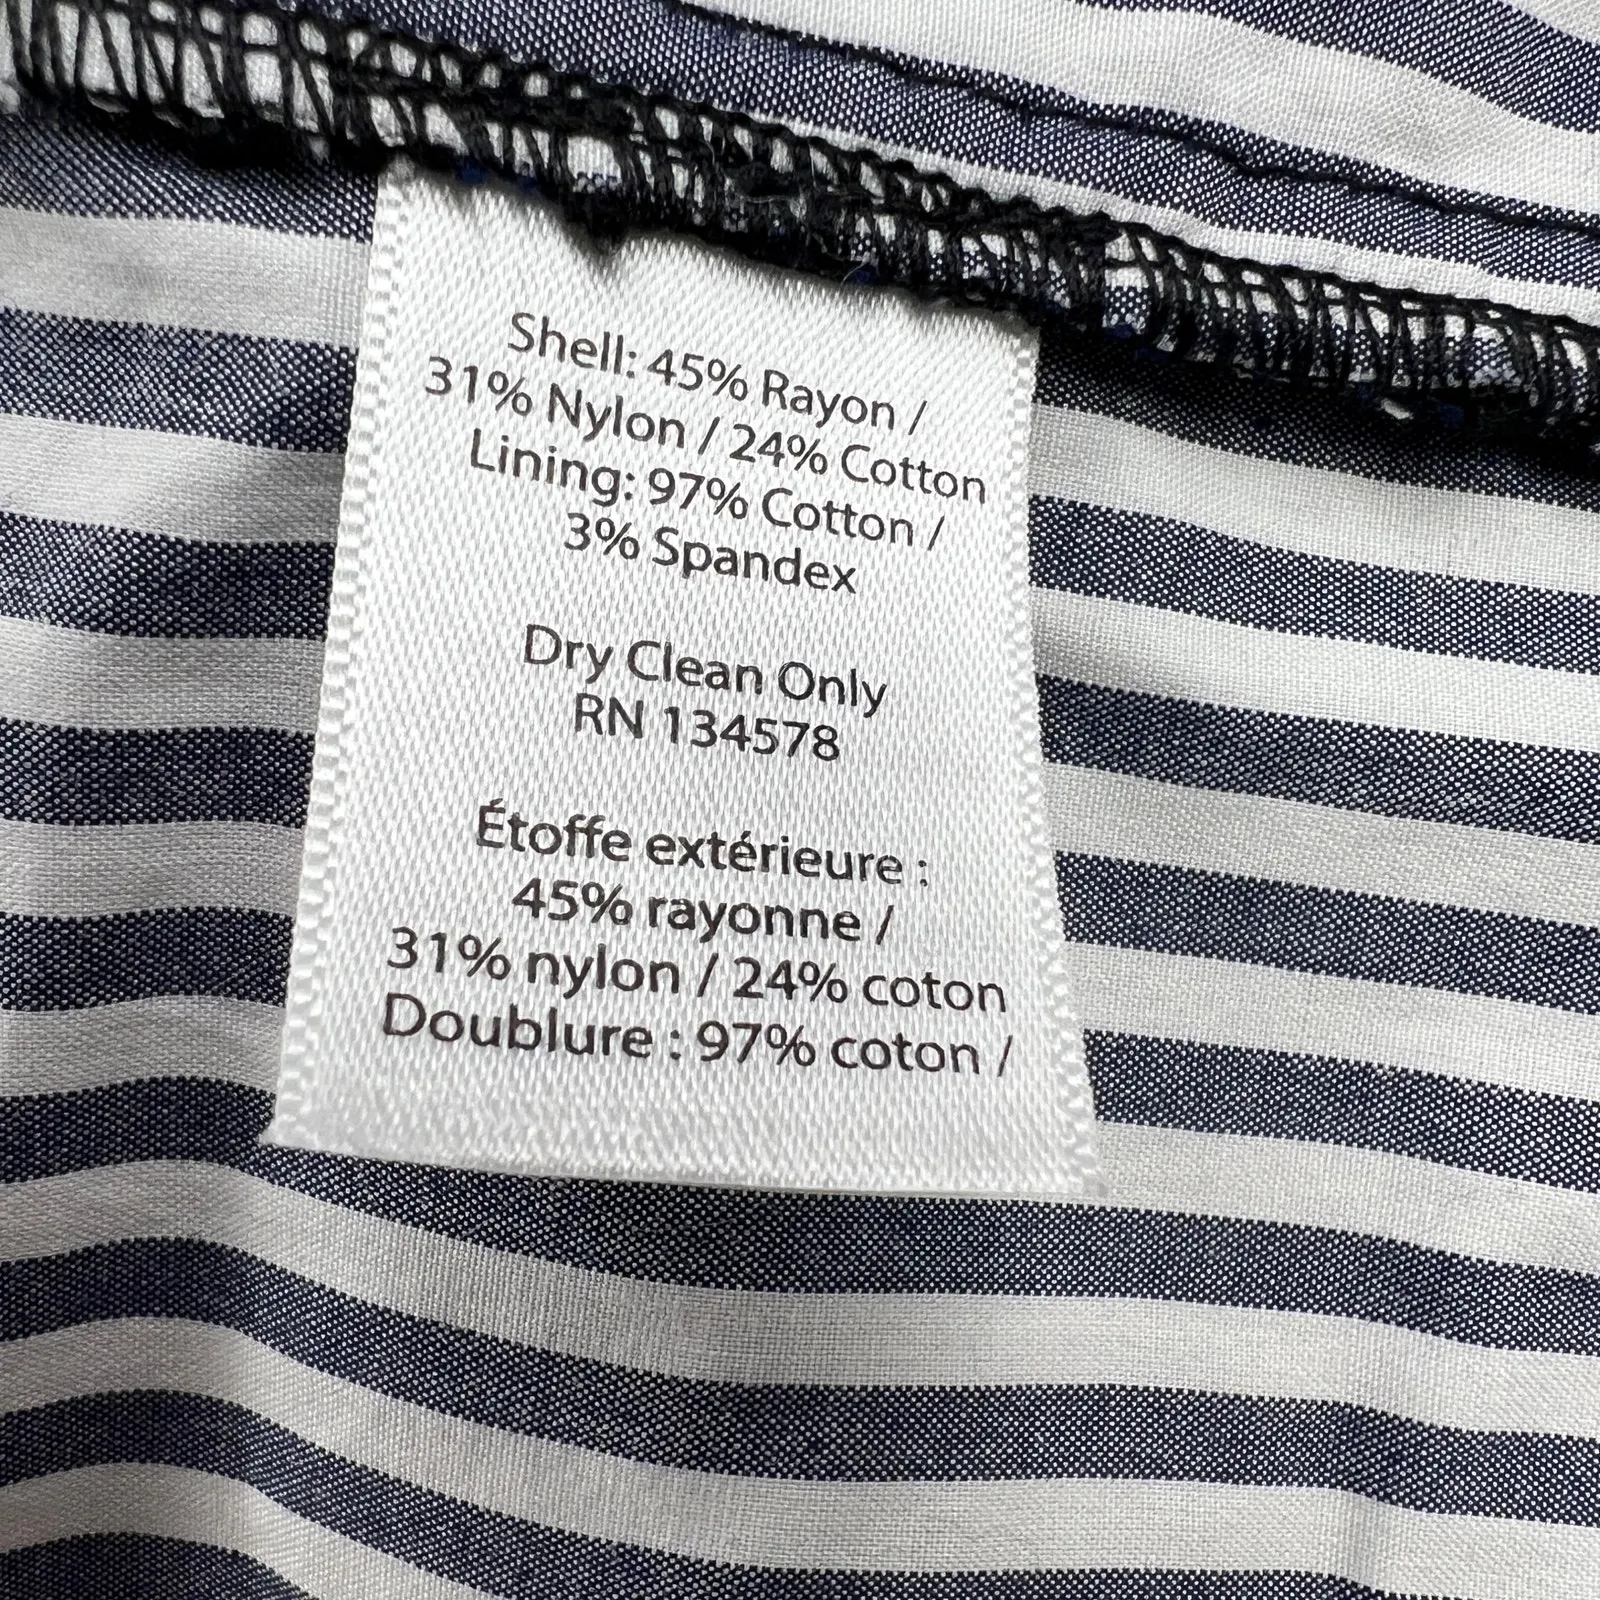 Shell: 45% Rayon /
31% Nylon / 24% Cotton
Lining: 97% Cotton /
3% Spandex
Dry Clean Only
RN 134578
Étoffe extérieure :
45% rayonne /
31% nylon / 24% coton
Doublure : 97% coton /